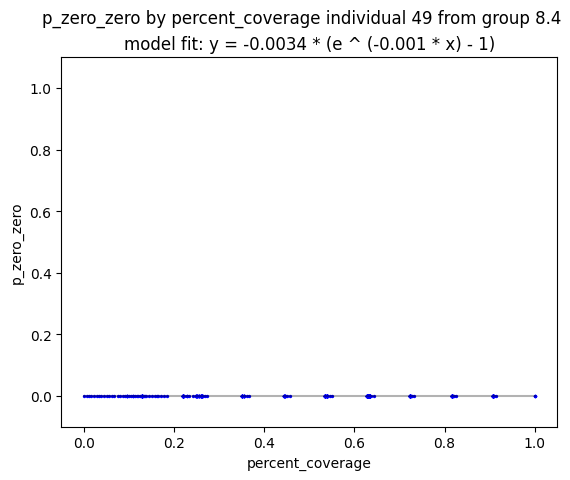 p_zero_zero by percent_coverage individual 49 from group 8.4
model fit: y = -0.0034 * (e ^ (-0.001 * x) - 1)
1.0
0.8
0.6
0.4
0.2
0.0
p_zero_zero
0.0 0.2 0.4 0.6 0.8 1.0
percent_coverage